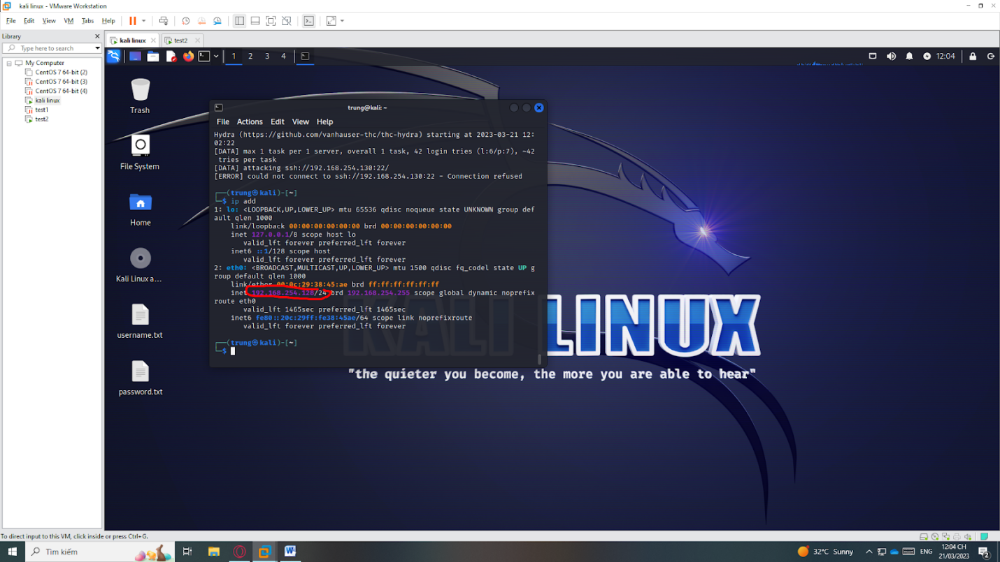 kali linux - VMware Workstation
File Edit View VM Tabs Help
Library
Type here to search
My Computer
CentOS 7 64-bit (2)
CentOS 7 64-bit (3)
CentOS 7 64-bit (4)
kali linux
test1
test2
kali linux
test2
1 2 3 4
12:04
Trash
File System
Home
Kali Linux a...
username.txt
password.txt
trung@kali: ~
File Actions Edit View Help
Hydra (https://github.com/vanhauser-thc/thc-hydra) starting at 2023-03-21 12:
02:22
[DATA] max 1 task per 1 server, overall 1 task, 42 login tries (l:6/p:7), ~42
tries per task
[DATA] attacking ssh://192.168.254.130:22/
[ERROR] could not connect to ssh://192.168.254.130:22 - Connection refused
┌──(trung㉿kali)-[~]
└─$ ip add
1: lo: <LOOPBACK,UP,LOWER_UP> mtu 65536 qdisc noqueue state UNKNOWN group def
ault qlen 1000
link/loopback 00:00:00:00:00:00 brd 00:00:00:00:00:00
inet 127.0.0.1/8 scope host lo
valid_lft forever preferred_lft forever
inet6 ::1/128 scope host
valid_lft forever preferred_lft forever
2: eth0: <BROADCAST,MULTICAST,UP,LOWER_UP> mtu 1500 qdisc fq_codel state UP g
roup default qlen 1000
link/ether 00:0c:29:38:45:ae brd ff:ff:ff:ff:ff:ff
inet 192.168.254.128/24 brd 192.168.254.255 scope global dynamic noprefix
route eth0
valid_lft 1465sec preferred_lft 1465sec
inet6 fe80::20c:29ff:fe38:45ae/64 scope link noprefixroute
valid_lft forever preferred_lft forever
┌──(trung㉿kali)-[~]
└─$
KALI LINUX
"the quieter you become, the more you are able to hear"
To direct input to this VM, click inside or press Ctrl+G.
Tìm kiếm
32°C Sunny
ENG
12:04 CH
21/03/2023
2